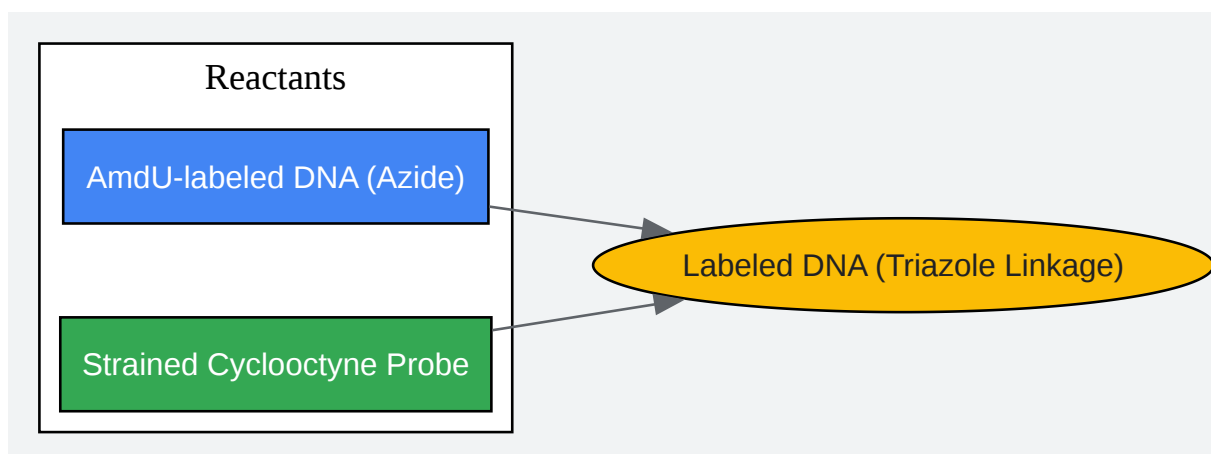 Reactants
AmdU-labeled DNA (Azide)
Labeled DNA (Triazole Linkage)
Strained Cyclooctyne Probe